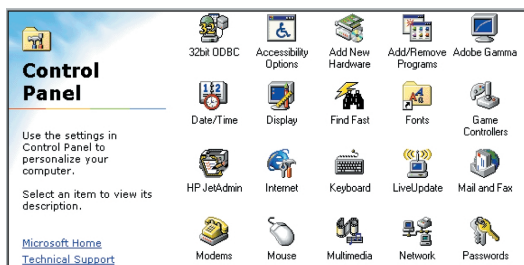 Control
Panel
Use the settings in
Control Panel to
personalize your
computer.
Select an item to view its
description.
Microsoft Home
Technical Support
32bit ODBC
Accessibility
Options
Add New
Hardware
Add/Remove
Programs
Adobe Gamma
Date/Time
Display
Find Fast
Fonts
Game
Controllers
HP JetAdmin
Internet
Keyboard
LiveUpdate
Mail and Fax
Modems
Mouse
Multimedia
Network
Passwords